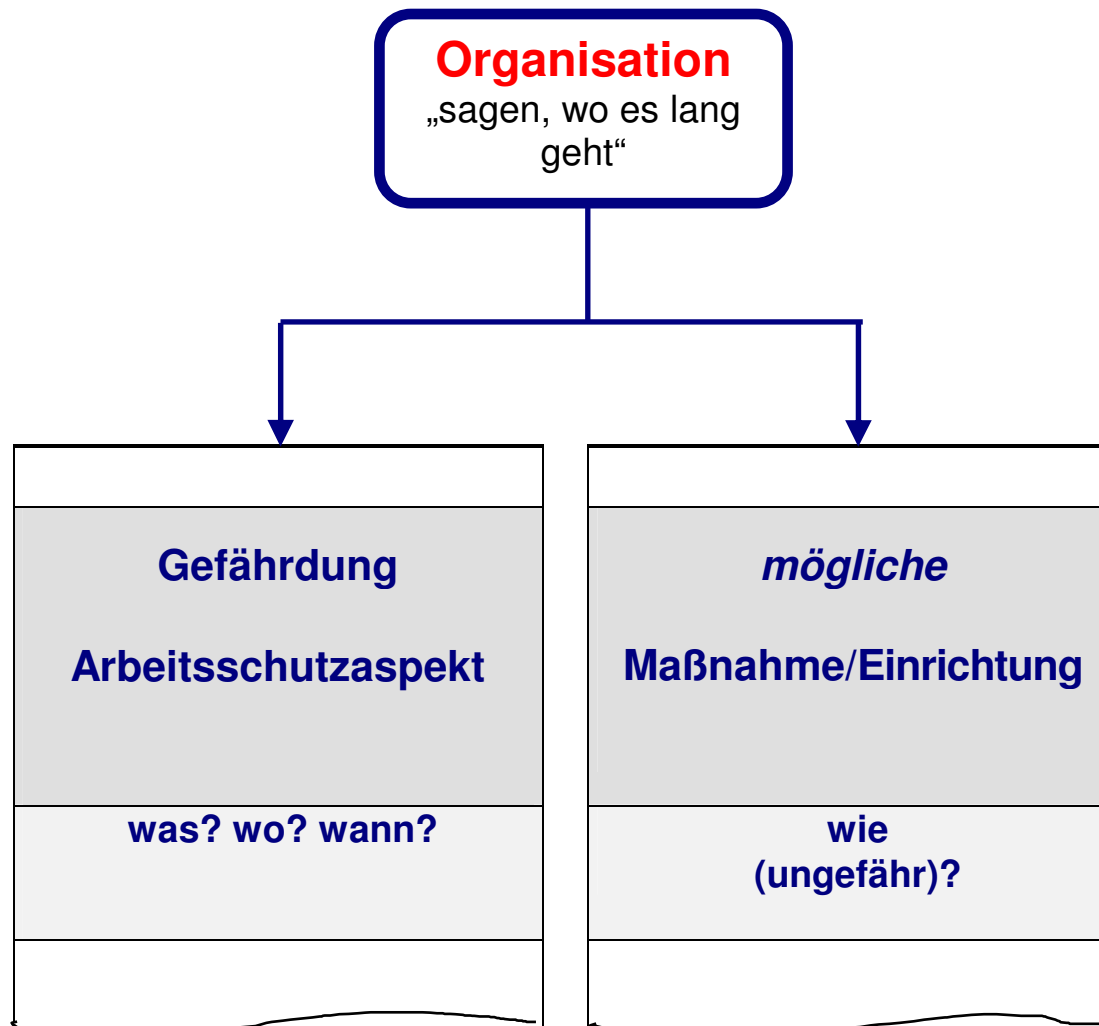 Organisation
„sagen, wo es lang
geht“
Gefährdung
Arbeitsschutzaspekt
was? wo? wann?
mögliche
Maßnahme/Einrichtung
wie
(ungefähr)?